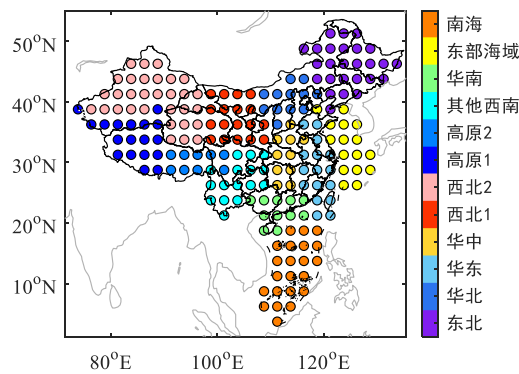 50°N
40°N
30°N
20°N
10°N
80°E
100°E
120°E
南海
东部海域
华南
其他西南
高原2
高原1
西北2
西北1
华中
华东
华北
东北